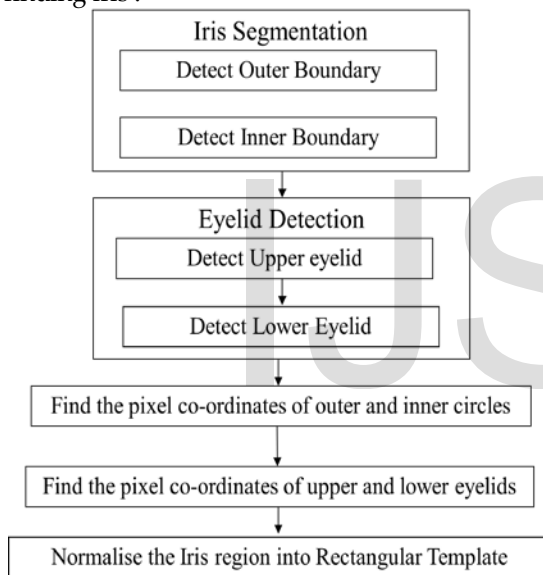 Iris Segmentation
Detect Outer Boundary
Detect Inner Boundary
Eyelid Detection
Detect Upper eyelid
Detect Lower Eyelid
Find the pixel co-ordinates of outer and inner circles
Find the pixel co-ordinates of upper and lower eyelids
Normalise the Iris region into Rectangular Template
IJS